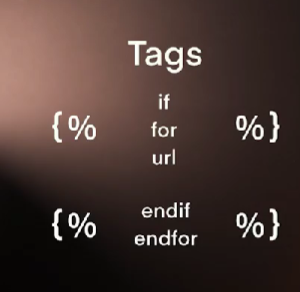 Tags
if
{% for %}
url
{% endif %}
endfor